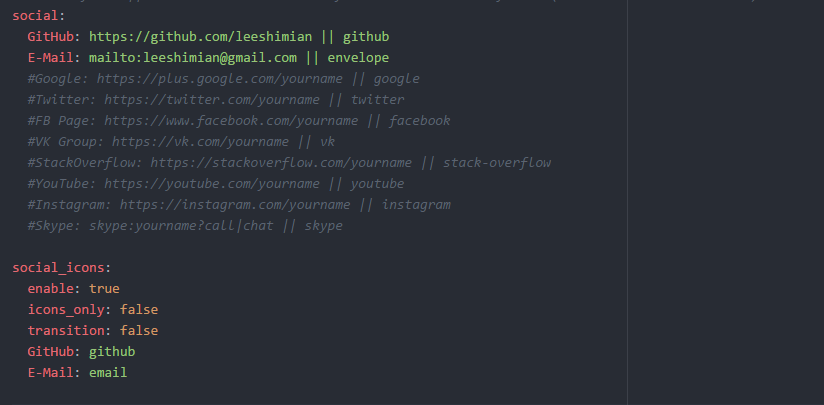 social:
  GitHub: https://github.com/leeshimian || github
  E-Mail: mailto:leeshimian@gmail.com || envelope
  #Google: https://plus.google.com/yourname || google
  #Twitter: https://twitter.com/yourname || twitter
  #FB Page: https://www.facebook.com/yourname || facebook
  #VK Group: https://vk.com/yourname || vk
  #StackOverflow: https://stackoverflow.com/yourname || stack-overflow
  #YouTube: https://youtube.com/yourname || youtube
  #Instagram: https://instagram.com/yourname || instagram
  #Skype: skype:yourname?call|chat || skype
social_icons:
  enable: true
  icons_only: false
  transition: false
  GitHub: github
  E-Mail: email